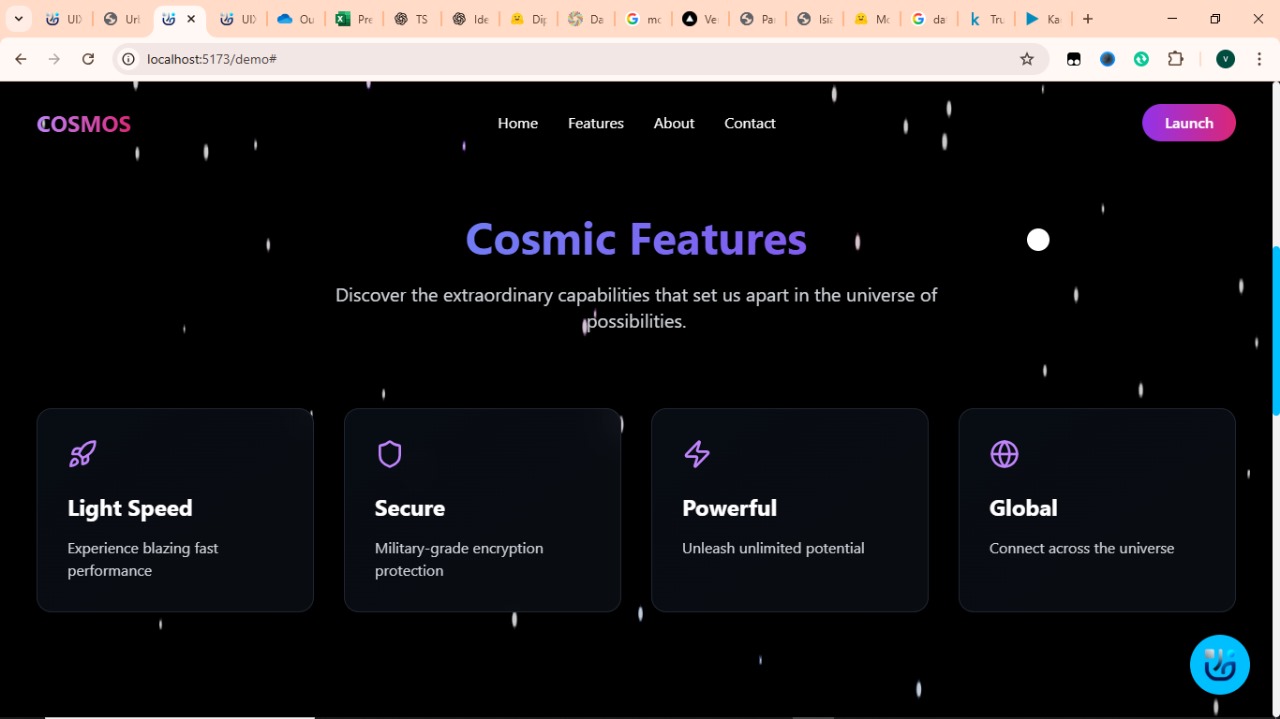 UI
Url
UI
UI
Ou
Pre
TS
Ide
Dip
Da
mc
Ve
Pa
Isia
Mc
da
Tru
Ka
localhost:5173/demo#
V
COSMOS
Home
Features
About
Contact
Launch
Cosmic Features
Discover the extraordinary capabilities that set us apart in the universe of
possibilities.
Light Speed
Experience blazing fast
performance
Secure
Military-grade encryption
protection
Powerful
Unleash unlimited potential
Global
Connect across the universe